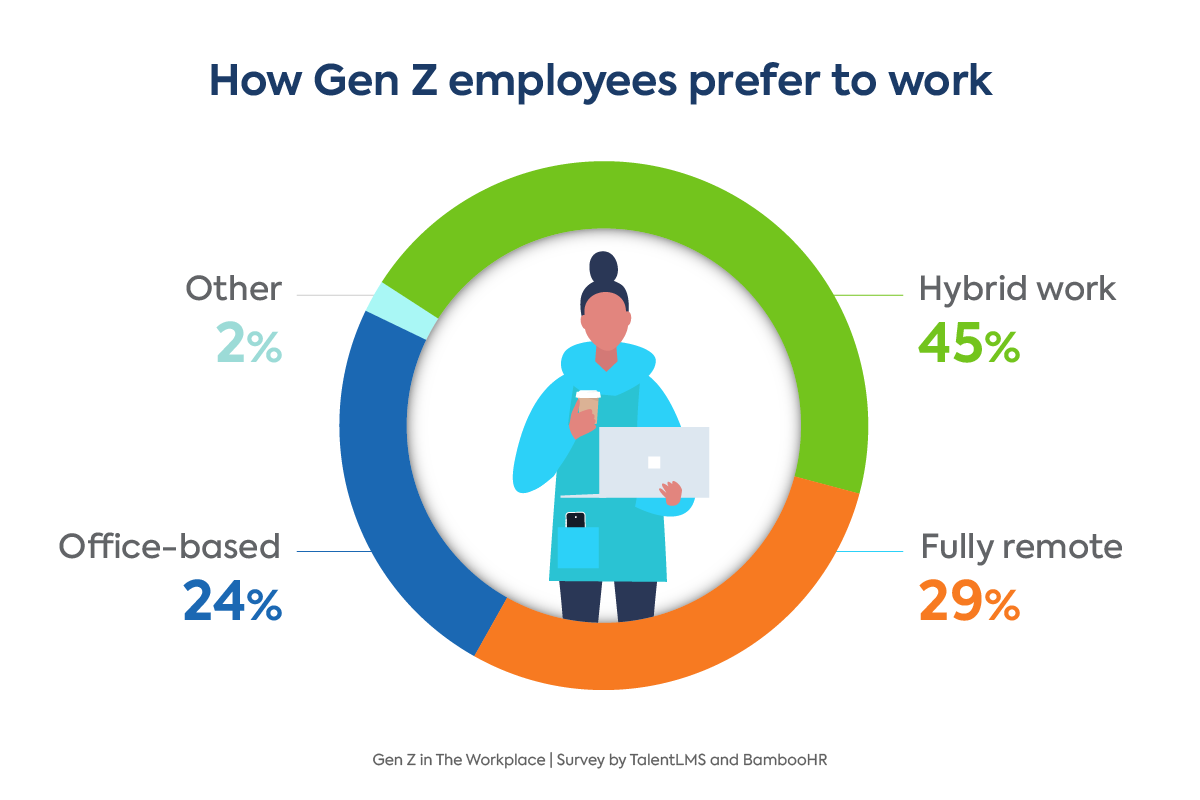 How Gen Z employees prefer to work
Other
2%
Hybrid work
45%
Office-based
24%
Fully remote
29%
Gen Z in The Workplace | Survey by TalentLMS and BambooHR